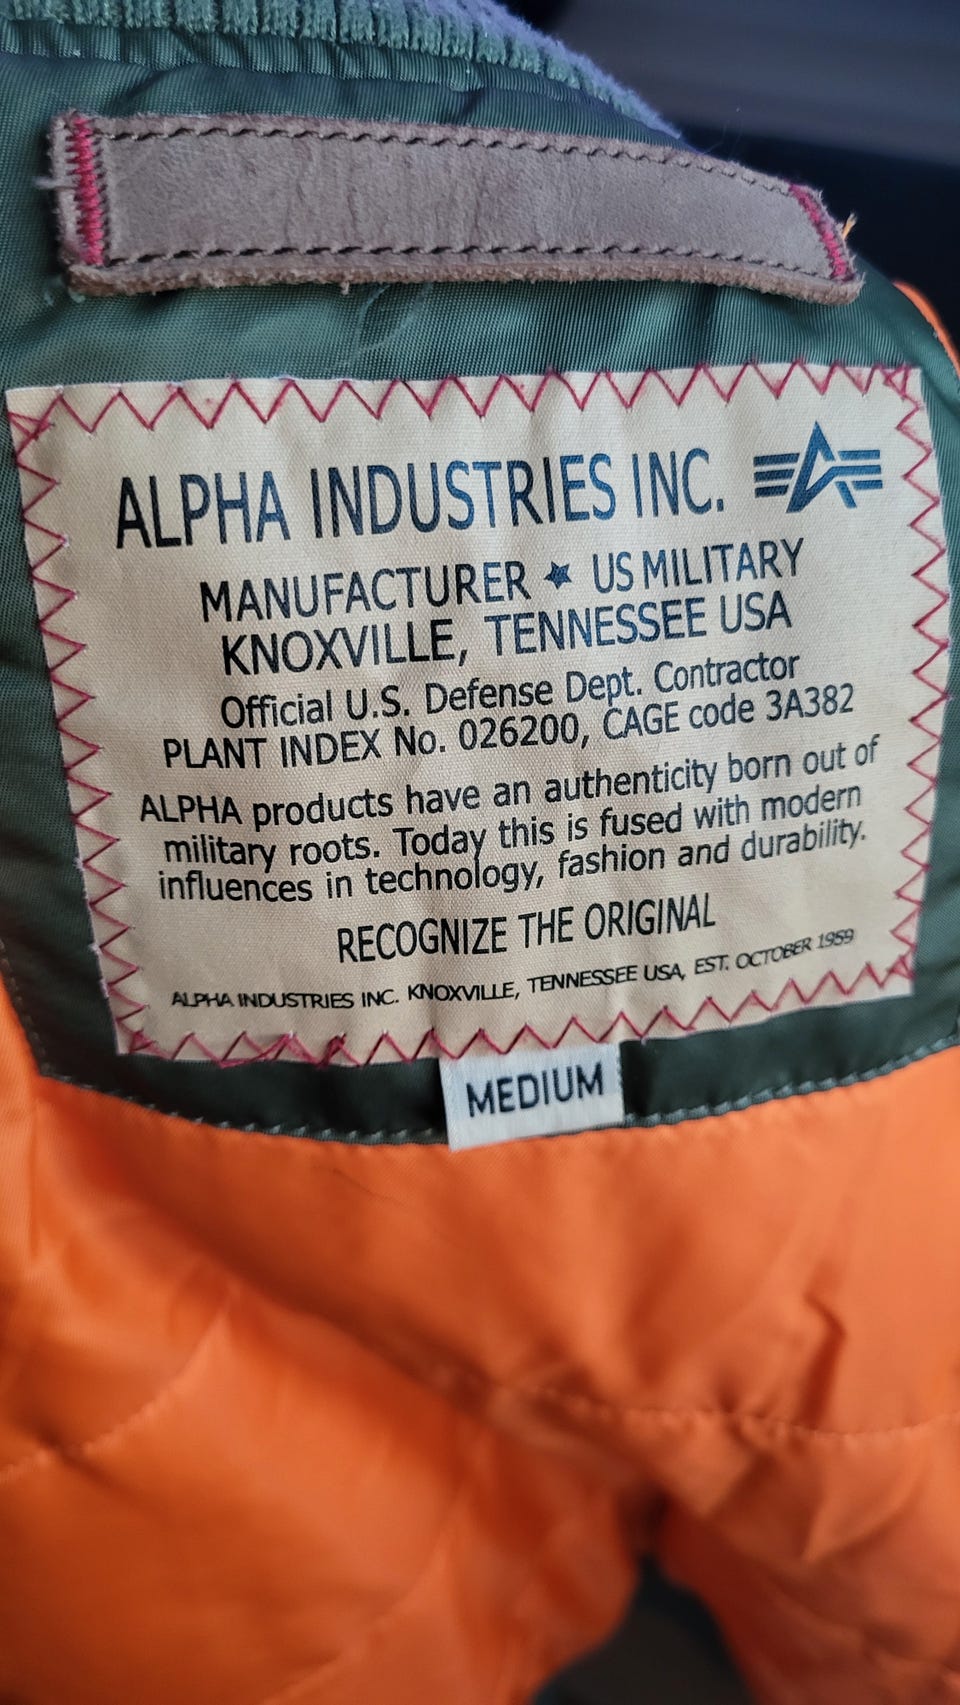 ALPHA INDUSTRIES INC.
MANUFACTURER ★ US MILITARY
KNOXVILLE, TENNESSEE USA
Official U.S. Defense Dept. Contractor
PLANT INDEX No. 026200, CAGE code 3A382
ALPHA products have an authenticity born out of
military roots. Today this is fused with modern
influences in technology, fashion and durability.
RECOGNIZE THE ORIGINAL
ALPHA INDUSTRIES INC. KNOXVILLE, TENNESSEE USA, EST. OCTOBER 1959
MEDIUM